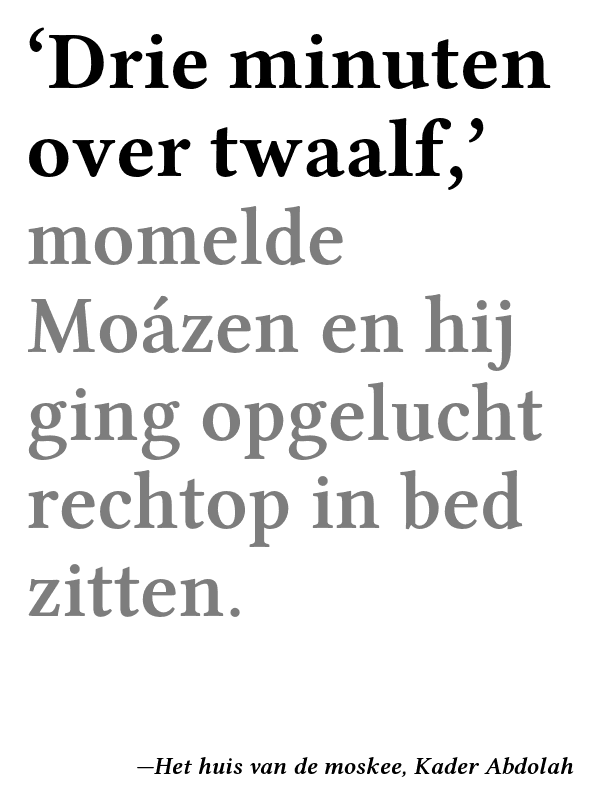 ‘Drie minuten
over twaalf,’
momelde
Moázen en hij
ging opgelucht
rechtop in bed
zitten.
—Het huis van de moskee, Kader Abdolah